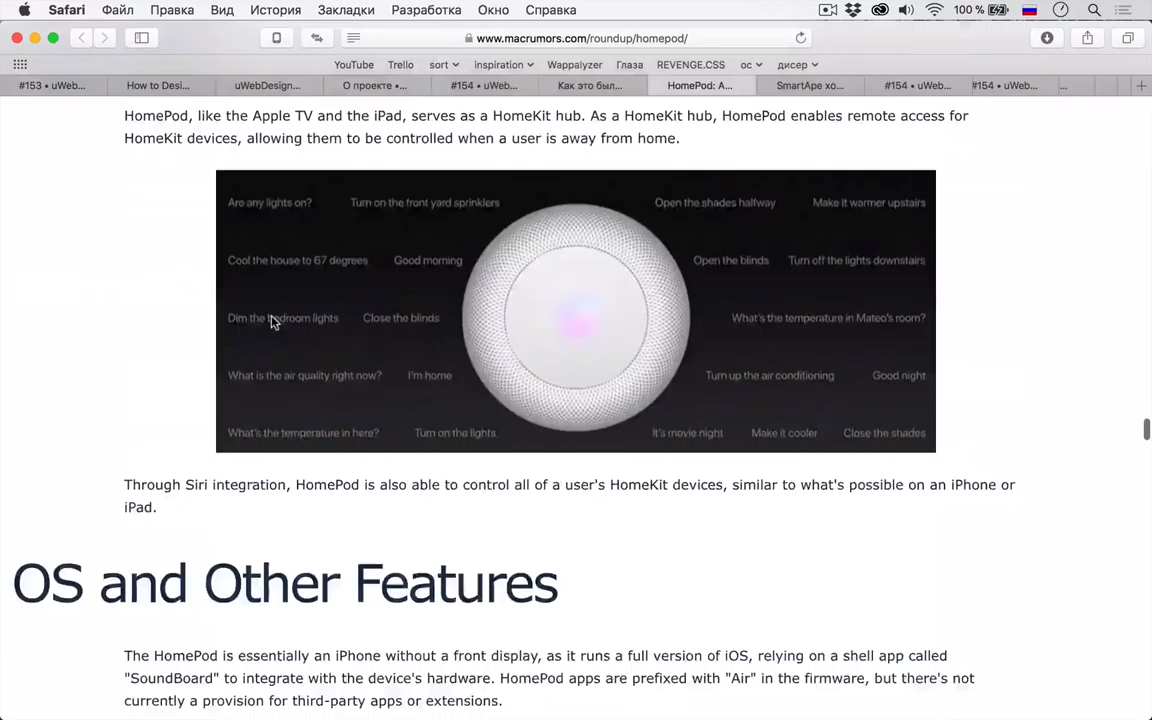 Safari Файл Правка Вид История Закладки Разработка Окно Справка 100 %
www.macrumors.com/roundup/homepod/
YouTube Trello sort inspiration Wappalyzer Глаза REVENGE.CSS ос дисер
#153 • uWeb... How to Desi... uWebDesign... О проекте •... #154 • uWeb... Как это был... HomePod: A... SmartApe хо... #154 • uWeb... #154 • uWeb... ...
HomePod, like the Apple TV and the iPad, serves as a HomeKit hub. As a HomeKit hub, HomePod enables remote access for
HomeKit devices, allowing them to be controlled when a user is away from home.
Are any lights on? Turn on the front yard sprinklers Open the shades halfway Make it warmer upstairs
Cool the house to 67 degrees Good morning Open the blinds Turn off the lights downstairs
Dim the bedroom lights Close the blinds What's the temperature in Mateo's room?
What is the air quality right now? I'm home Turn up the air conditioning Good night
What's the temperature in here? Turn on the lights It's movie night Make it cooler Close the shades
Through Siri integration, HomePod is also able to control all of a user's HomeKit devices, similar to what's possible on an iPhone or
iPad.
OS and Other Features
The HomePod is essentially an iPhone without a front display, as it runs a full version of iOS, relying on a shell app called
"SoundBoard" to integrate with the device's hardware. HomePod apps are prefixed with "Air" in the firmware, but there's not
currently a provision for third-party apps or extensions.